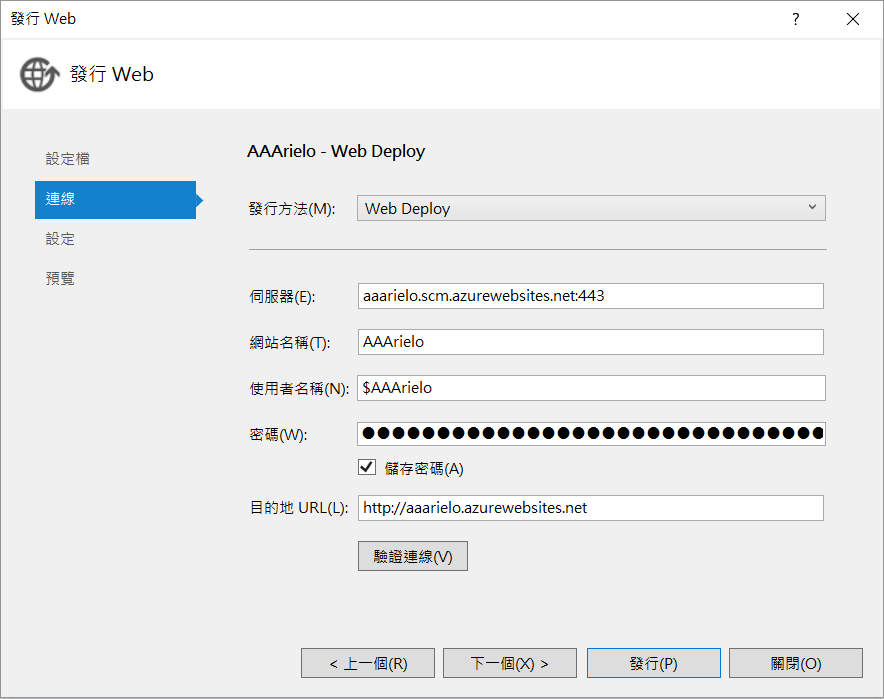 發行 Web
?
發行 Web
設定檔
連線
設定
預覽
AAArielo - Web Deploy
發行方法(M): Web Deploy
伺服器(E): aaarielo.scm.azurewebsites.net:443
網站名稱(T): AAArielo
使用者名稱(N): $AAArielo
密碼(W): ●●●●●●●●●●●●●●●●●●●●●●●●●●●●●●●
儲存密碼(A)
目的地 URL(L): http://aaarielo.azurewebsites.net
驗證連線(V)
< 上一個(R) 下一個(X) > 發行(P) 關閉(O)